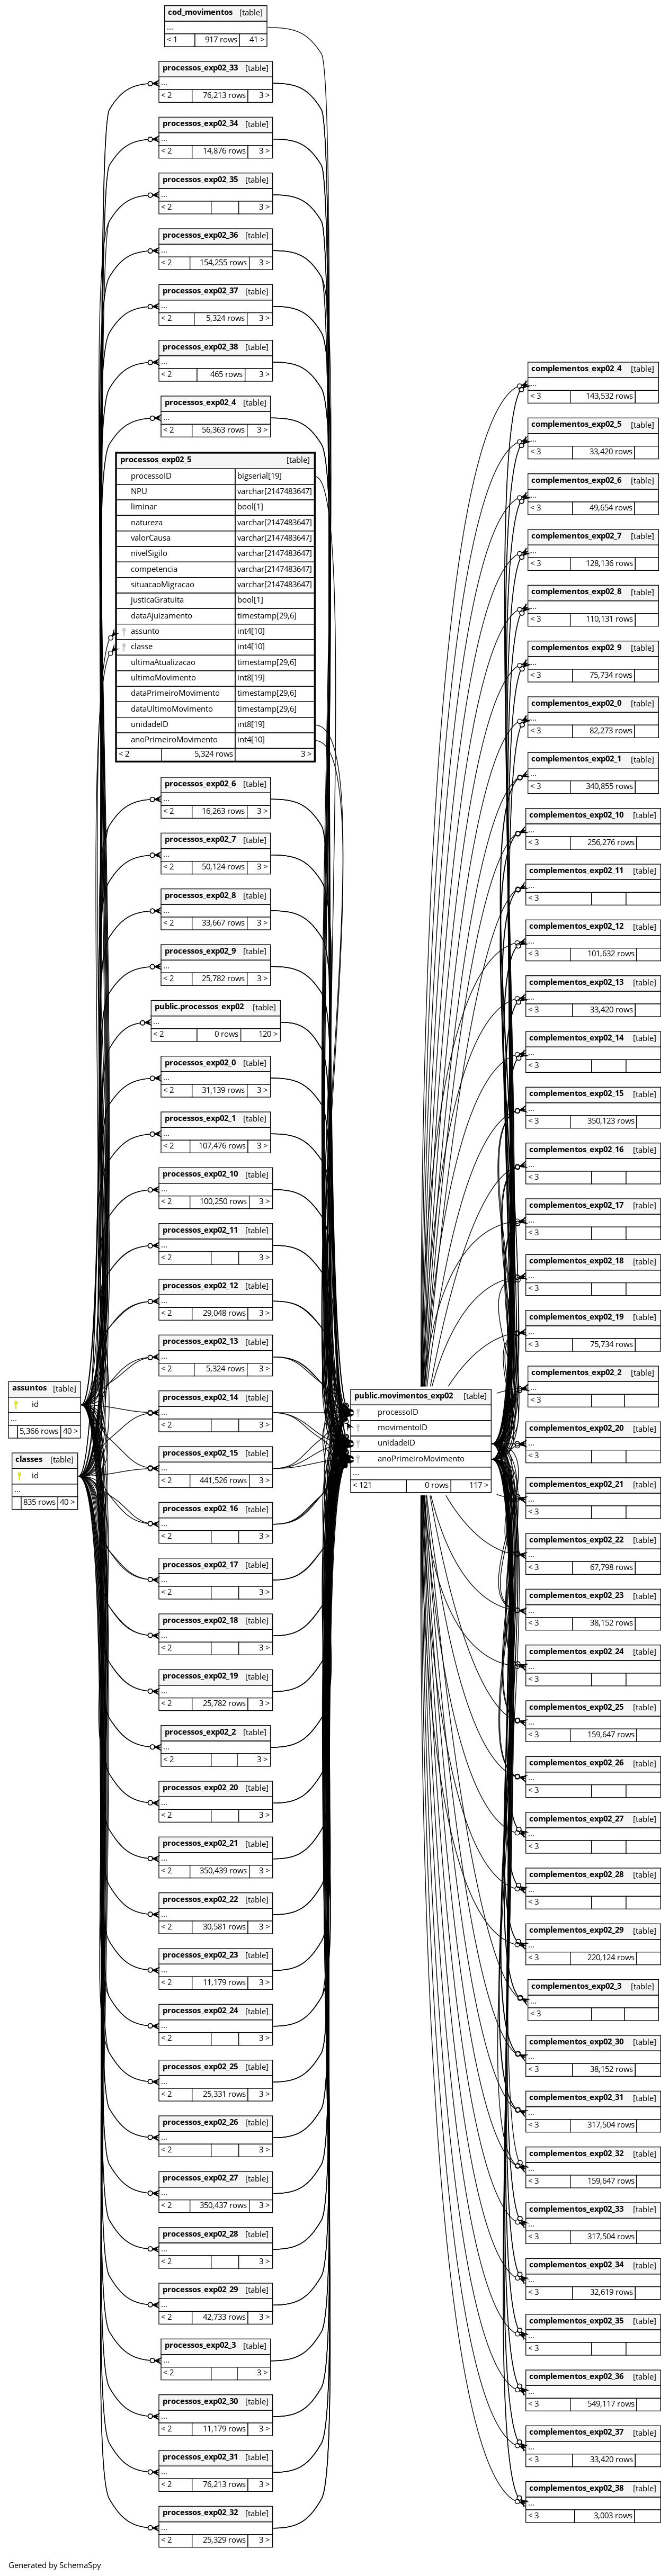 cod_movimentos [table]
...
< 1 917 rows 41 >
processos_exp02_33 [table]
...
< 2 76,213 rows 3 >
processos_exp02_34 [table]
...
< 2 14,876 rows 3 >
processos_exp02_35 [table]
...
< 2 3 >
processos_exp02_36 [table]
...
< 2 154,255 rows 3 >
processos_exp02_37 [table]
...
< 2 5,324 rows 3 >
processos_exp02_38 [table]
...
< 2 465 rows 3 >
processos_exp02_4 [table]
...
< 2 56,363 rows 3 >
processos_exp02_5 [table]
processoID bigserial[19]
NPU varchar[2147483647]
liminar bool[1]
natureza varchar[2147483647]
valorCausa varchar[2147483647]
nivelSigilo varchar[2147483647]
competencia varchar[2147483647]
situacaoMigracao varchar[2147483647]
justicaGratuita bool[1]
dataAjuizamento timestamp[29,6]
assunto int4[10]
classe int4[10]
ultimaAtualizacao timestamp[29,6]
ultimoMovimento int8[19]
dataPrimeiroMovimento timestamp[29,6]
dataUltimoMovimento timestamp[29,6]
unidadeID int8[19]
anoPrimeiroMovimento int4[10]
< 2 5,324 rows 3 >
processos_exp02_6 [table]
...
< 2 16,263 rows 3 >
processos_exp02_7 [table]
...
< 2 50,124 rows 3 >
processos_exp02_8 [table]
...
< 2 33,667 rows 3 >
processos_exp02_9 [table]
...
< 2 25,782 rows 3 >
public.processos_exp02 [table]
...
< 2 0 rows 120 >
processos_exp02_0 [table]
...
< 2 31,139 rows 3 >
processos_exp02_1 [table]
...
< 2 107,476 rows 3 >
processos_exp02_10 [table]
...
< 2 100,250 rows 3 >
processos_exp02_11 [table]
...
< 2 3 >
processos_exp02_12 [table]
...
< 2 29,048 rows 3 >
processos_exp02_13 [table]
...
< 2 5,324 rows 3 >
processos_exp02_14 [table]
...
< 2 3 >
processos_exp02_15 [table]
...
< 2 441,526 rows 3 >
processos_exp02_16 [table]
...
< 2 3 >
processos_exp02_17 [table]
...
< 2 3 >
processos_exp02_18 [table]
...
< 2 3 >
processos_exp02_19 [table]
...
< 2 25,782 rows 3 >
processos_exp02_2 [table]
...
< 2 3 >
processos_exp02_20 [table]
...
< 2 3 >
processos_exp02_21 [table]
...
< 2 350,439 rows 3 >
processos_exp02_22 [table]
...
< 2 30,581 rows 3 >
processos_exp02_23 [table]
...
< 2 11,179 rows 3 >
processos_exp02_24 [table]
...
< 2 3 >
processos_exp02_25 [table]
...
< 2 25,331 rows 3 >
processos_exp02_26 [table]
...
< 2 3 >
processos_exp02_27 [table]
...
< 2 350,437 rows 3 >
processos_exp02_28 [table]
...
< 2 3 >
processos_exp02_29 [table]
...
< 2 42,733 rows 3 >
processos_exp02_3 [table]
...
< 2 3 >
processos_exp02_30 [table]
...
< 2 11,179 rows 3 >
processos_exp02_31 [table]
...
< 2 76,213 rows 3 >
processos_exp02_32 [table]
...
< 2 25,329 rows 3 >
assuntos [table]
id
...
5,366 rows 40 >
classes [table]
id
...
835 rows 40 >
public.movimentos_exp02 [table]
processoID
movimentoID
unidadeID
anoPrimeiroMovimento
...
< 121 0 rows 117 >
complementos_exp02_4 [table]
...
< 3 143,532 rows
complementos_exp02_5 [table]
...
< 3 33,420 rows
complementos_exp02_6 [table]
...
< 3 49,654 rows
complementos_exp02_7 [table]
...
< 3 128,136 rows
complementos_exp02_8 [table]
...
< 3 110,131 rows
complementos_exp02_9 [table]
...
< 3 75,734 rows
complementos_exp02_0 [table]
...
< 3 82,273 rows
complementos_exp02_1 [table]
...
< 3 340,855 rows
complementos_exp02_10 [table]
...
< 3 256,276 rows
complementos_exp02_11 [table]
...
< 3
complementos_exp02_12 [table]
...
< 3 101,632 rows
complementos_exp02_13 [table]
...
< 3 33,420 rows
complementos_exp02_14 [table]
...
< 3
complementos_exp02_15 [table]
...
< 3 350,123 rows
complementos_exp02_16 [table]
...
< 3
complementos_exp02_17 [table]
...
< 3
complementos_exp02_18 [table]
...
< 3
complementos_exp02_19 [table]
...
< 3 75,734 rows
complementos_exp02_2 [table]
...
< 3
complementos_exp02_20 [table]
...
< 3
complementos_exp02_21 [table]
...
< 3
complementos_exp02_22 [table]
...
< 3 67,798 rows
complementos_exp02_23 [table]
...
< 3 38,152 rows
complementos_exp02_24 [table]
...
< 3
complementos_exp02_25 [table]
...
< 3 159,647 rows
complementos_exp02_26 [table]
...
< 3
complementos_exp02_27 [table]
...
< 3
complementos_exp02_28 [table]
...
< 3
complementos_exp02_29 [table]
...
< 3 220,124 rows
complementos_exp02_3 [table]
...
< 3
complementos_exp02_30 [table]
...
< 3 38,152 rows
complementos_exp02_31 [table]
...
< 3 317,504 rows
complementos_exp02_32 [table]
...
< 3 159,647 rows
complementos_exp02_33 [table]
...
< 3 317,504 rows
complementos_exp02_34 [table]
...
< 3 32,619 rows
complementos_exp02_35 [table]
...
< 3
complementos_exp02_36 [table]
...
< 3 549,117 rows
complementos_exp02_37 [table]
...
< 3 33,420 rows
complementos_exp02_38 [table]
...
< 3 3,003 rows
Generated by SchemaSpy